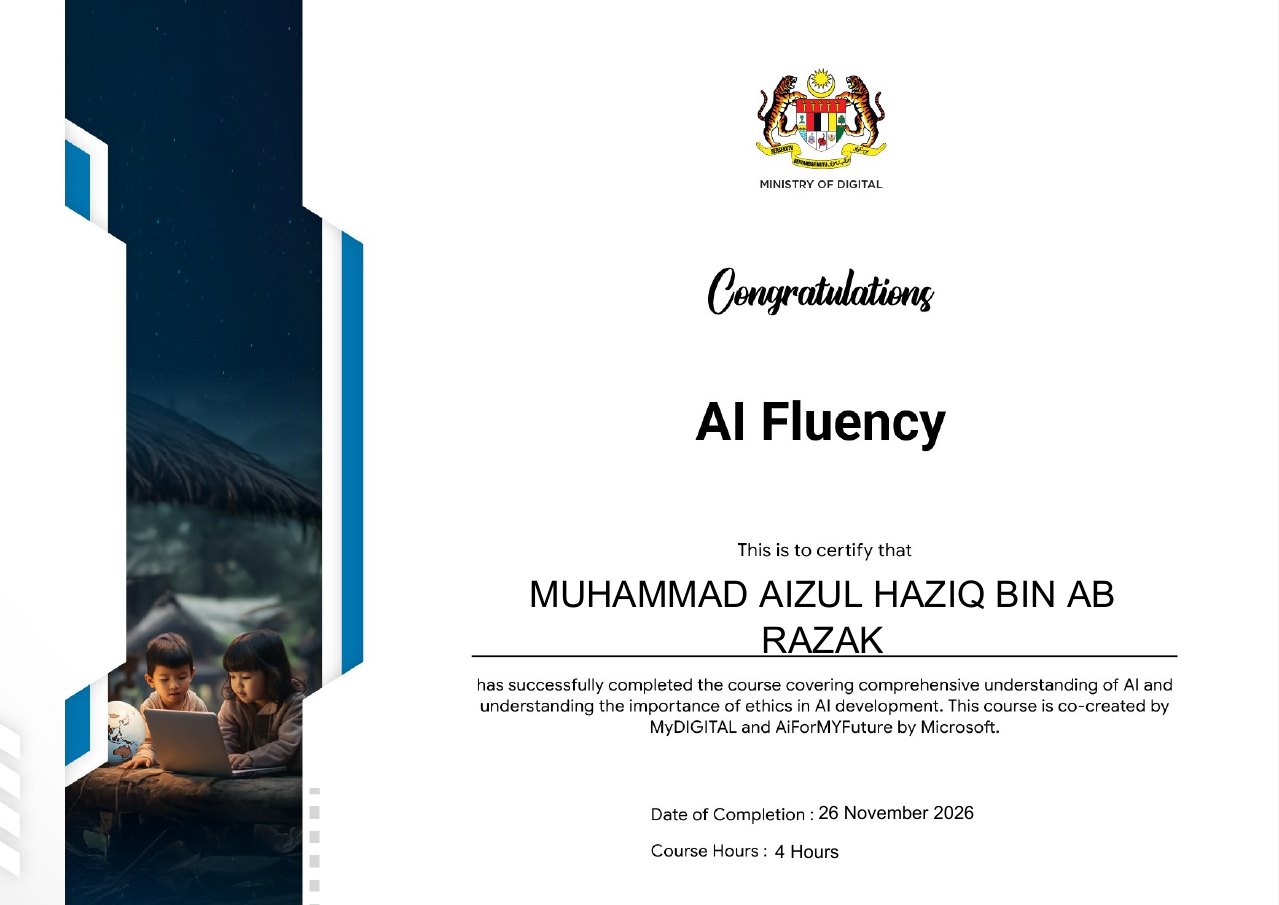 MINISTRY OF DIGITAL
Congratulations
AI Fluency
This is to certify that
MUHAMMAD AIZUL HAZIQ BIN AB
RAZAK
has successfully completed the course covering comprehensive understanding of AI and
understanding the importance of ethics in AI development. This course is co-created by
MyDIGITAL and AiForMYFuture by Microsoft.
Date of Completion : 26 November 2026
Course Hours : 4 Hours